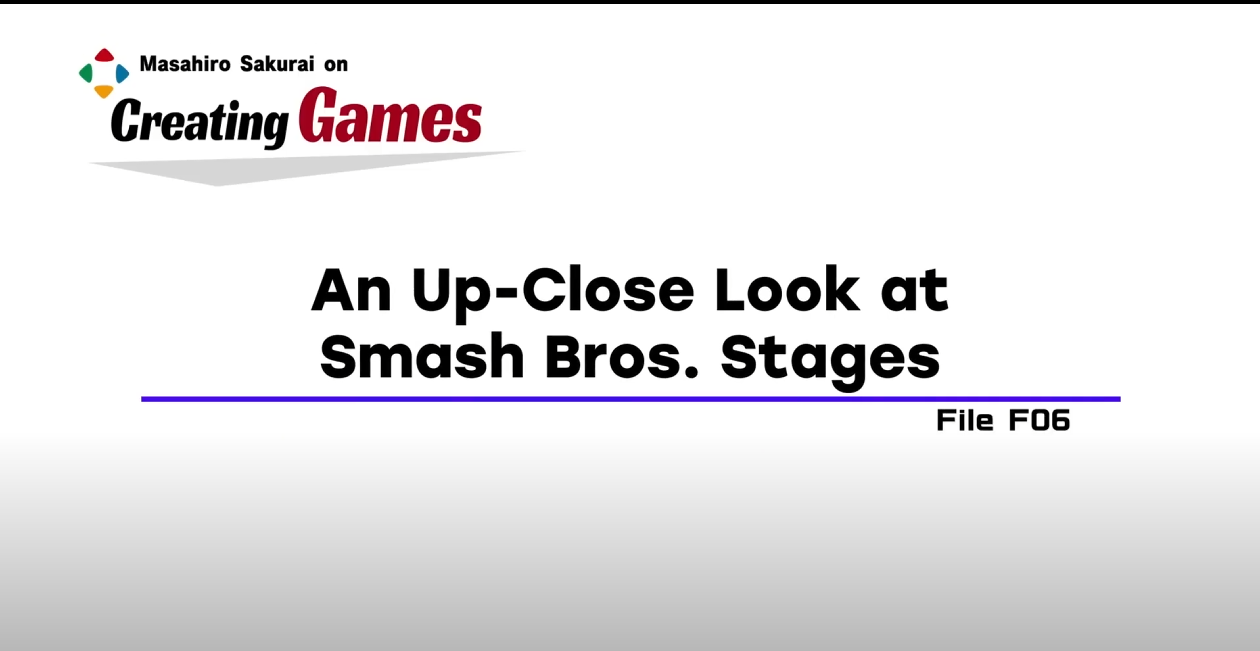 Masahiro Sakurai on
Creating Games
An Up-Close Look at
Smash Bros. Stages
File F06